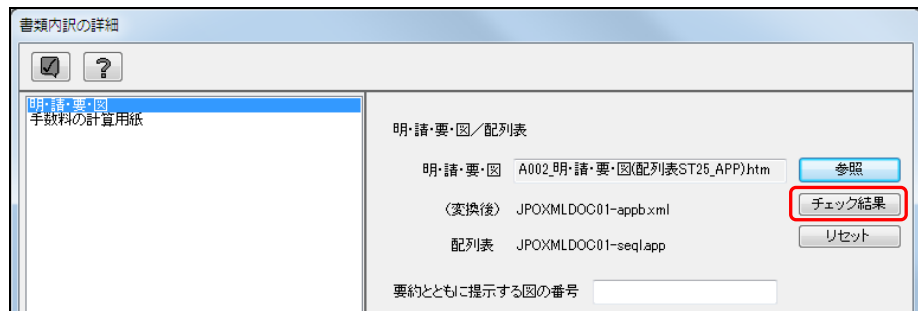 書類内訳の詳細
?
明・請・要・図
手数料の計算用紙
明・請・要・図／配列表
明・請・要・図 A002_明・請・要・図(配列表ST25_APP).htm 参照
（変換後） JPOXMLDOC01-appb.xml チェック結果
配列表 JPOXMLDOC01-seql.app リセット
要約とともに提示する図の番号